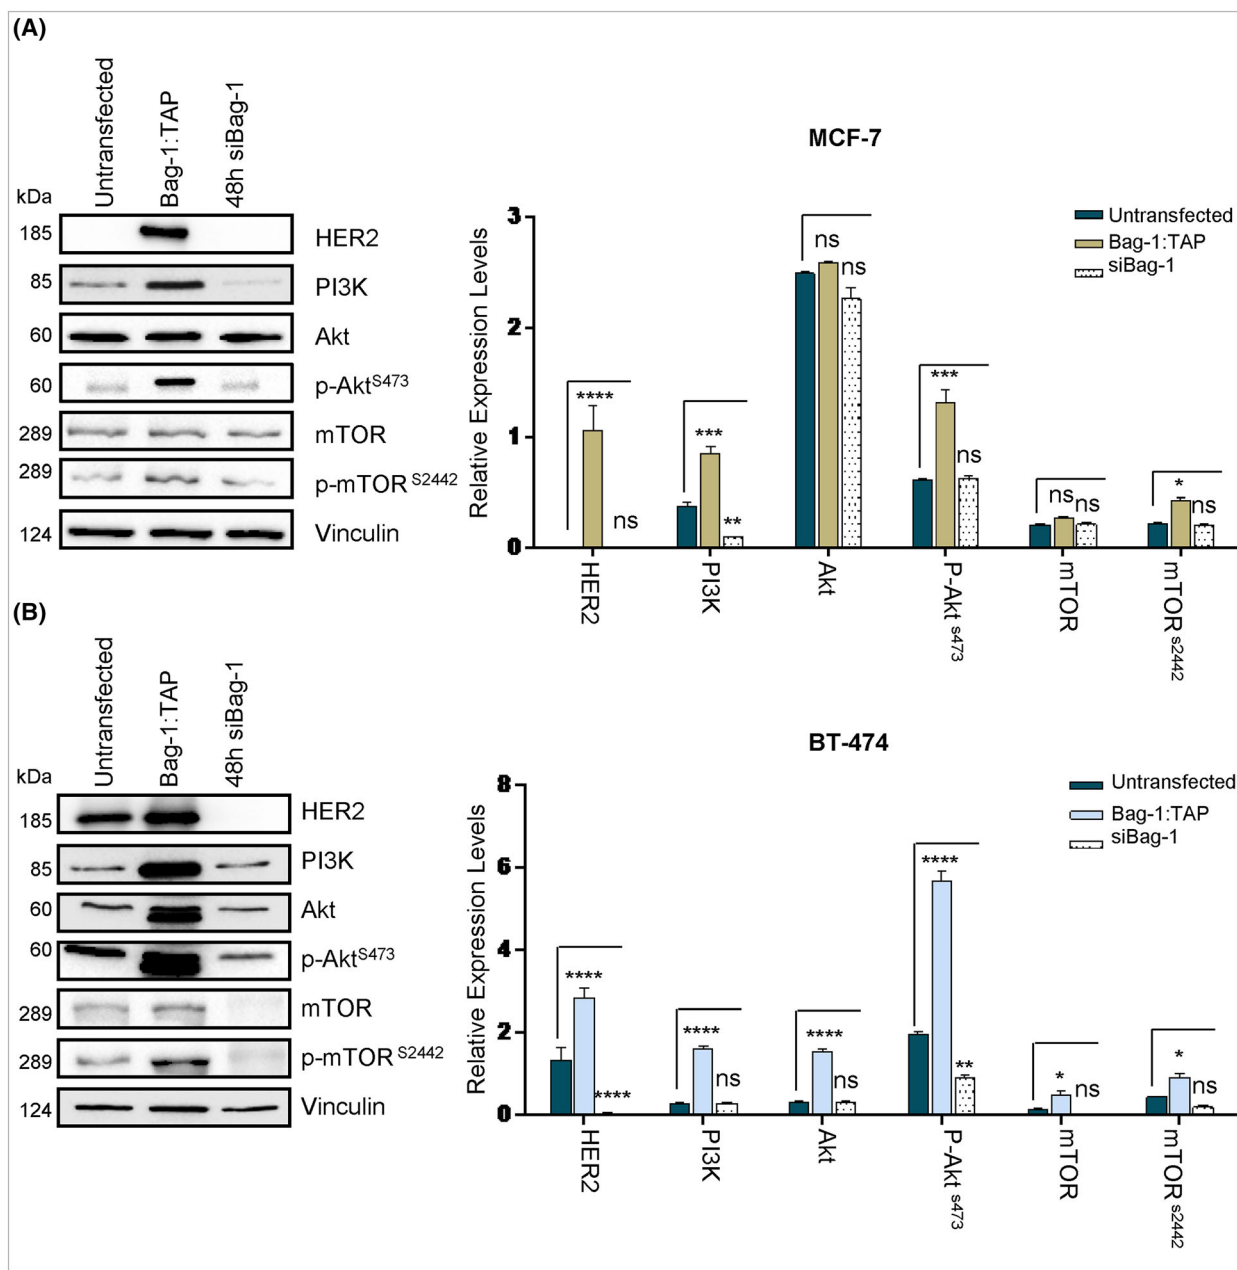 (A)
Untransfected
Bag-1:TAP
48h siBag-1
kDa
185 HER2
85 PI3K
60 Akt
60 p-AktS473
289 mTOR
289 p-mTOR S2442
124 Vinculin
MCF-7
Relative Expression Levels
3
2
1
0
Untransfected
Bag-1:TAP
siBag-1
**** ns
*** **
ns ns
*** ns
ns ns
* ns
HER2
PI3K
Akt
P-Akt s473
mTOR
mTOR s2442
(B)
Untransfected
Bag-1:TAP
48h siBag-1
kDa
185 HER2
85 PI3K
60 Akt
60 p-AktS473
289 mTOR
289 p-mTOR S2442
124 Vinculin
BT-474
Relative Expression Levels
8
6
4
2
0
Untransfected
Bag-1:TAP
siBag-1
**** ****
**** ns
**** ns
**** **
* ns
* ns
HER2
PI3K
Akt
P-Akt s473
mTOR
mTOR s2442